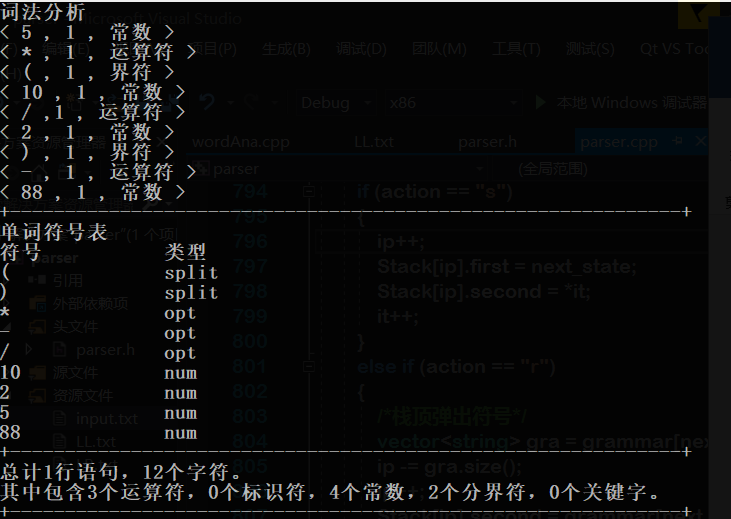 词法分析
< 5 , 1 , 常数 >
< * , 1 , 运算符 >
< ( , 1 , 界符 >
< 10 , 1 , 常数 >
< / ,1 , 运算符 >
< 2 , 1 , 常数 >
< ) , 1 , 界符 >
< - , 1 , 运算符 >
< 88 , 1 , 常数 >
单词符号表
符号 类型
( split
) split
* opt
- opt
/ opt
10 num
2 num
5 num
88 num
总计1行语句，12个字符。
其中包含3个运算符，0个标识符，4个常数，2个分界符，0个关键字。
Microsoft Visual Studio
项目(P) 生成(B) 调试(D) 团队(M) 工具(T) 测试(S) Qt VS Too
Debug x86 本地 Windows 调试器
wordAna.cpp LL.txt parser.h parser.cpp
parser (全局范围)
794 if (action == "s")
795 {
796 ip++;
797 Stack[ip].first = next_state;
798 Stack[ip].second = *it;
799 it++;
800 }
801 else if (action == "r")
802 {
803 /*栈顶弹出符号*/
804 vector<string> gra = grammar[nex
ip -= gra.size();
parser
引用
外部依赖项
头文件
parser.h
源文件
资源文件
input.txt
LL.txt